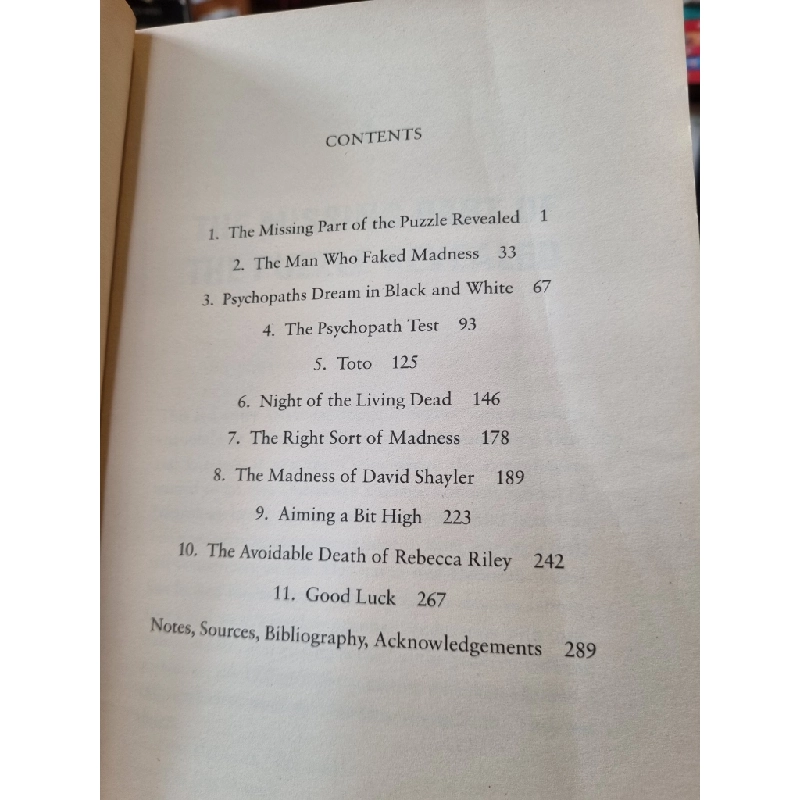 CONTENTS
1. The Missing Part of the Puzzle Revealed 1
2. The Man Who Faked Madness 33
3. Psychopaths Dream in Black and White 67
4. The Psychopath Test 93
5. Toto 125
6. Night of the Living Dead 146
7. The Right Sort of Madness 178
8. The Madness of David Shayler 189
9. Aiming a Bit High 223
10. The Avoidable Death of Rebecca Riley 242
11. Good Luck 267
Notes, Sources, Bibliography, Acknowledgements 289